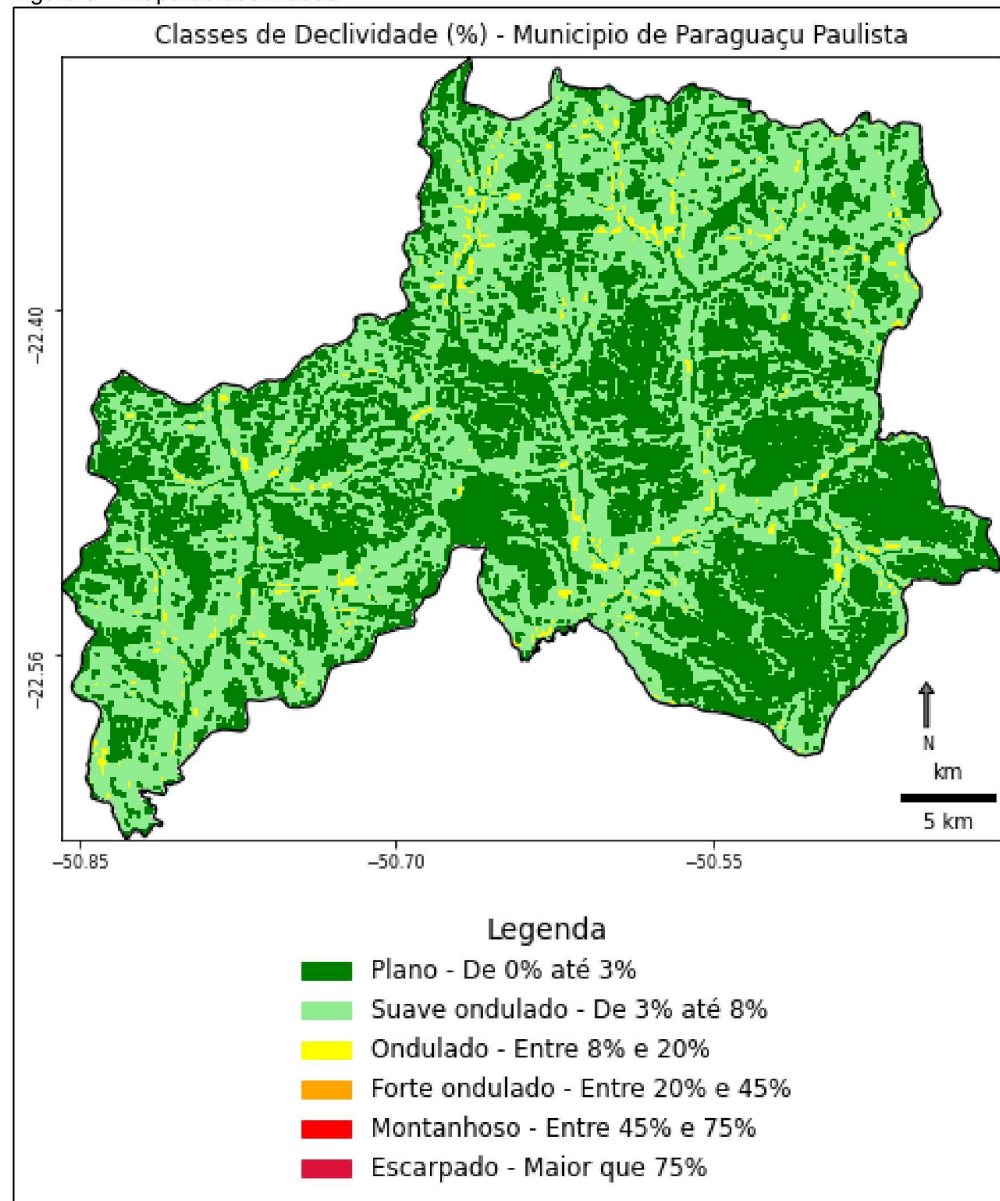 Classes de Declividade (%) - Município de Paraguaçu Paulista
−22.40
−22.56
N
km
5 km
−50.85
−50.70
−50.55
Legenda
Plano - De 0% até 3%
Suave ondulado - De 3% até 8%
Ondulado - Entre 8% e 20%
Forte ondulado - Entre 20% e 45%
Montanhoso - Entre 45% e 75%
Escarpado - Maior que 75%